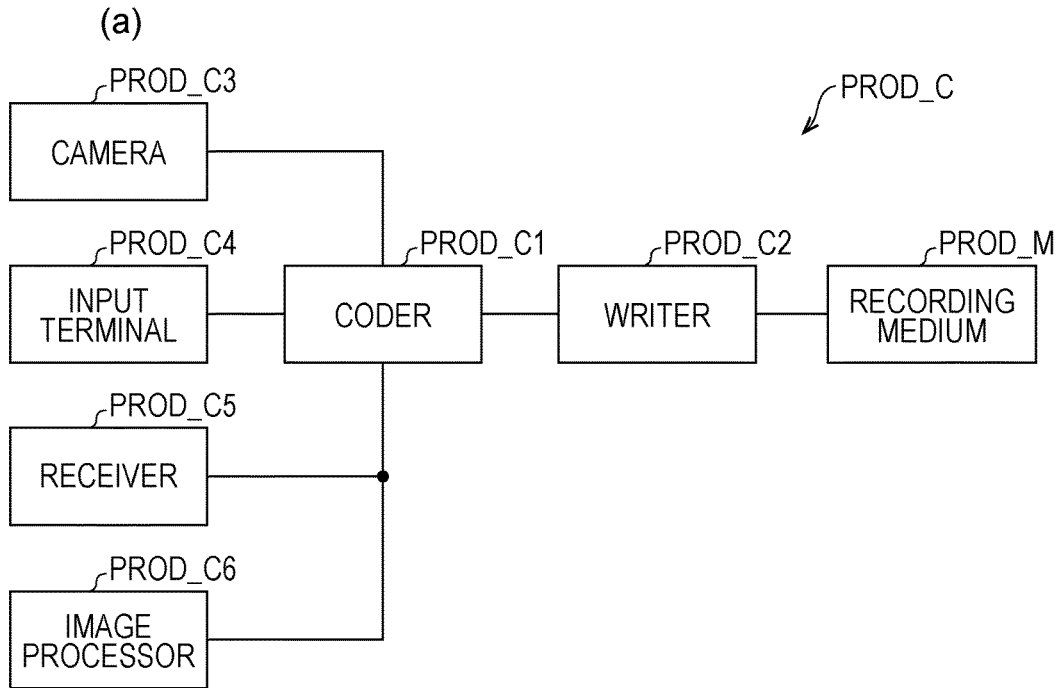 (a)
PROD_C3
PROD_C
CAMERA
PROD_C4
PROD_C1
PROD_C2
PROD_M
INPUT
TERMINAL
CODER
WRITER
RECORDING
MEDIUM
PROD_C5
RECEIVER
PROD_C6
IMAGE
PROCESSOR